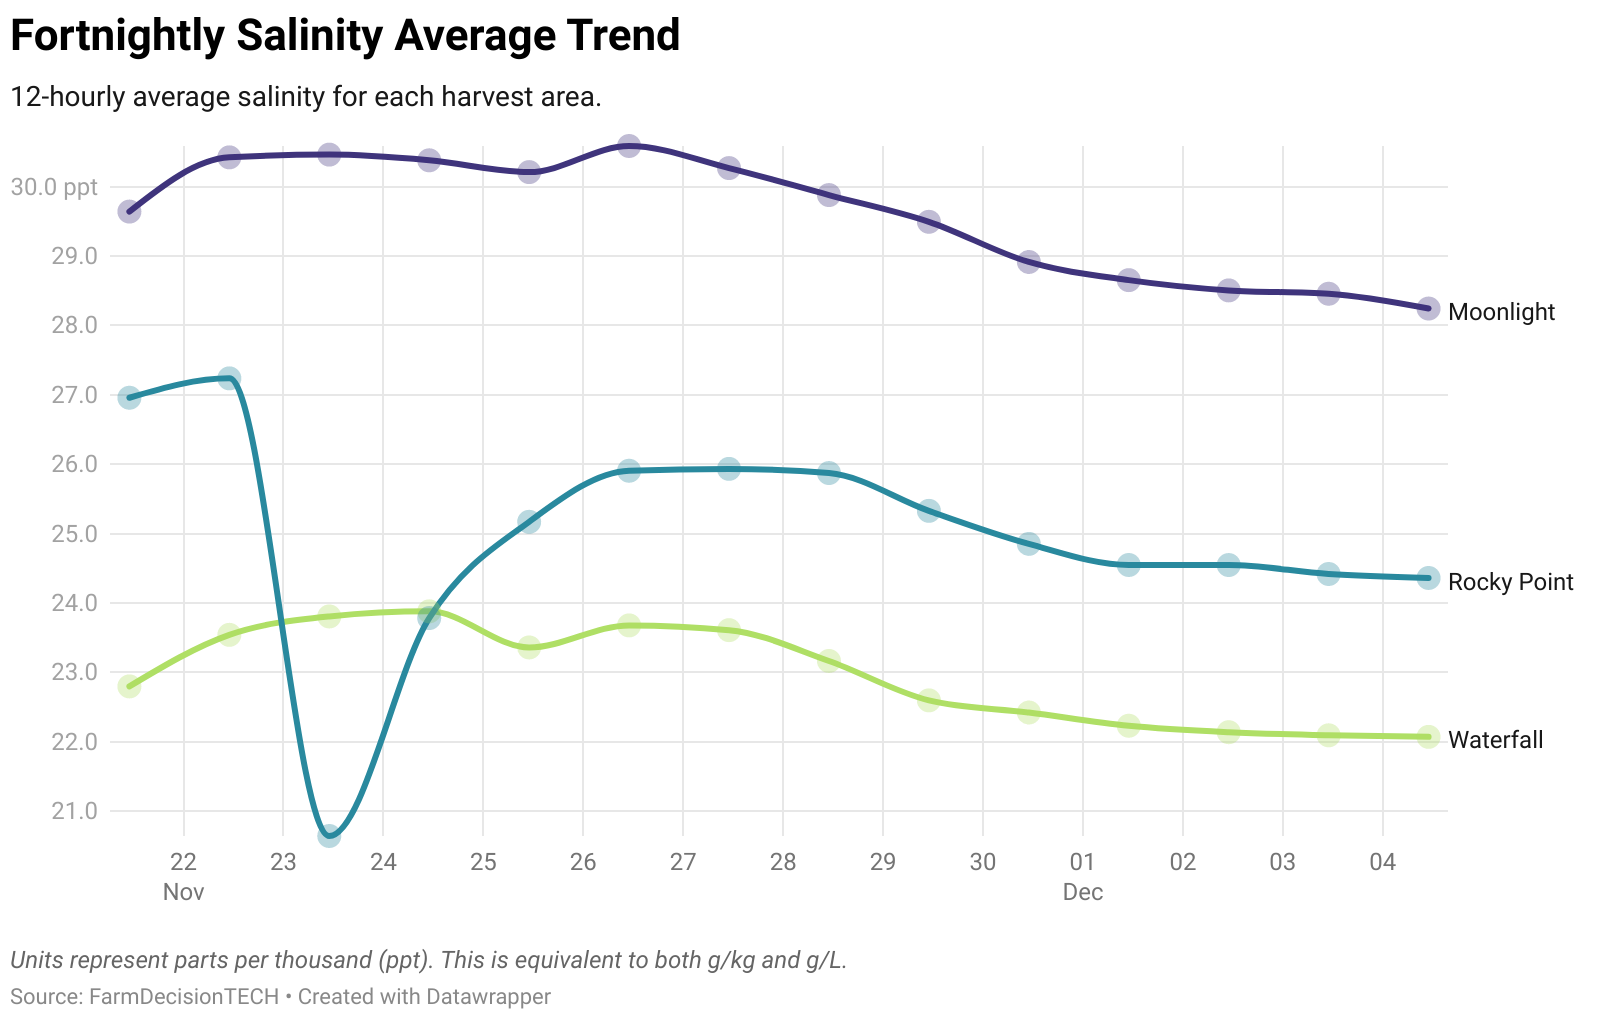 Fortnightly Salinity Average Trend
12-hourly average salinity for each harvest area.
30.0 ppt
29.0
28.0
Moonlight
27.0
26.0
25.0
24.0
Rocky Point
23.0
22.0
Waterfall
21.0
22 23 24 25 26 27 28 29 30 01 02 03 04
Nov Dec
Units represent parts per thousand (ppt). This is equivalent to both g/kg and g/L.
Source: FarmDecisionTECH • Created with Datawrapper